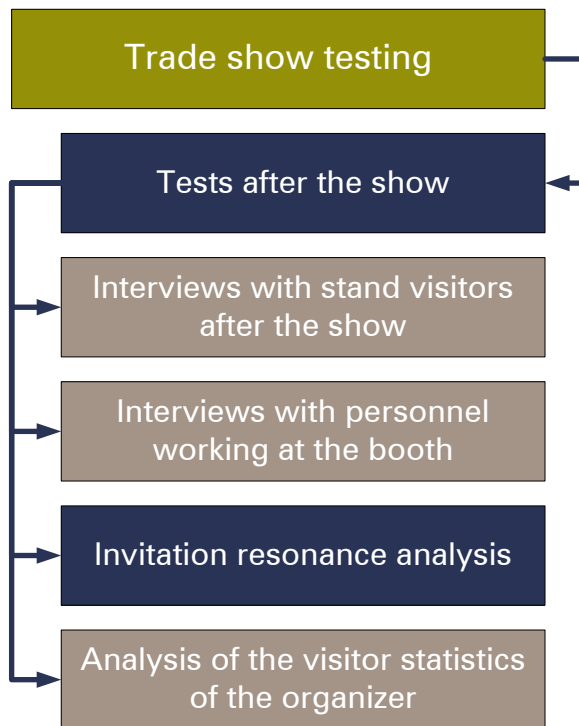 Trade show testing
Tests after the show
Interviews with stand visitors
after the show
Interviews with personnel
working at the booth
Invitation resonance analysis
Analysis of the visitor statistics
of the organizer